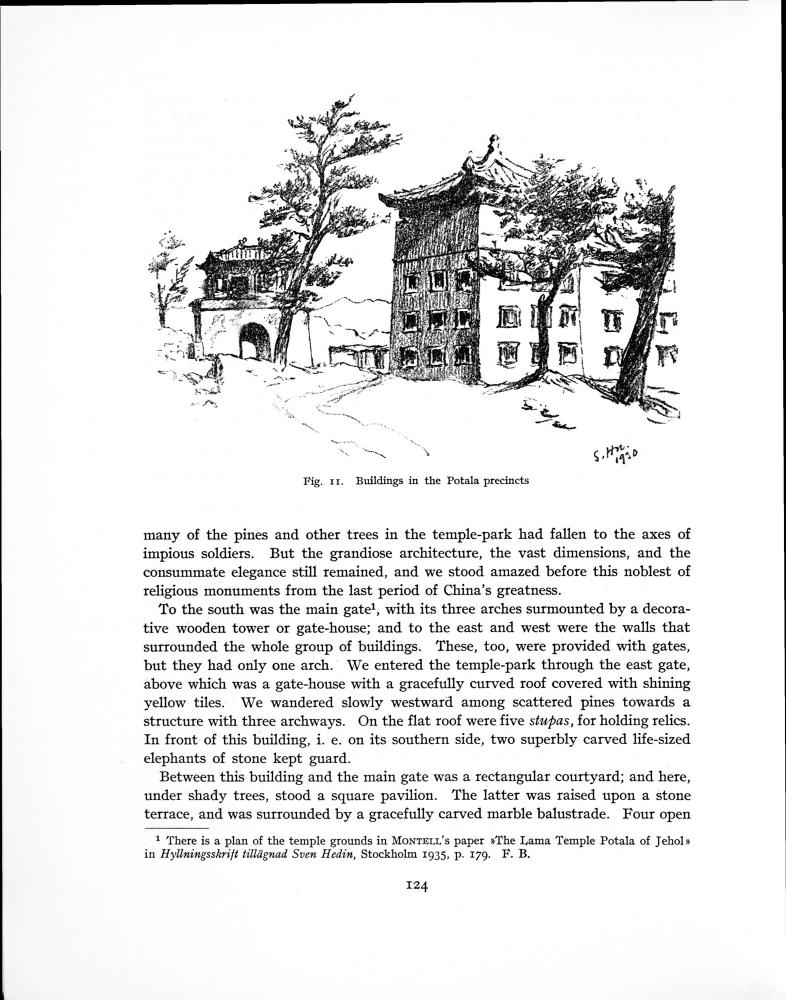 S. Hn.
1930
Fig. 11. Buildings in the Potala precincts
many of the pines and other trees in the temple-park had fallen to the axes of
impious soldiers. But the grandiose architecture, the vast dimensions, and the
consummate elegance still remained, and we stood amazed before this noblest of
religious monuments from the last period of China's greatness.
To the south was the main gate¹, with its three arches surmounted by a decora-
tive wooden tower or gate-house; and to the east and west were the walls that
surrounded the whole group of buildings. These, too, were provided with gates,
but they had only one arch. We entered the temple-park through the east gate,
above which was a gate-house with a gracefully curved roof covered with shining
yellow tiles. We wandered slowly westward among scattered pines towards a
structure with three archways. On the flat roof were five stupas, for holding relics.
In front of this building, i. e. on its southern side, two superbly carved life-sized
elephants of stone kept guard.
Between this building and the main gate was a rectangular courtyard; and here,
under shady trees, stood a square pavilion. The latter was raised upon a stone
terrace, and was surrounded by a gracefully carved marble balustrade. Four open
¹ There is a plan of the temple grounds in MONTELL's paper »The Lama Temple Potala of Jehol»
in Hyllningsskrift tillägnad Sven Hedin, Stockholm 1935, p. 179. F. B.
124